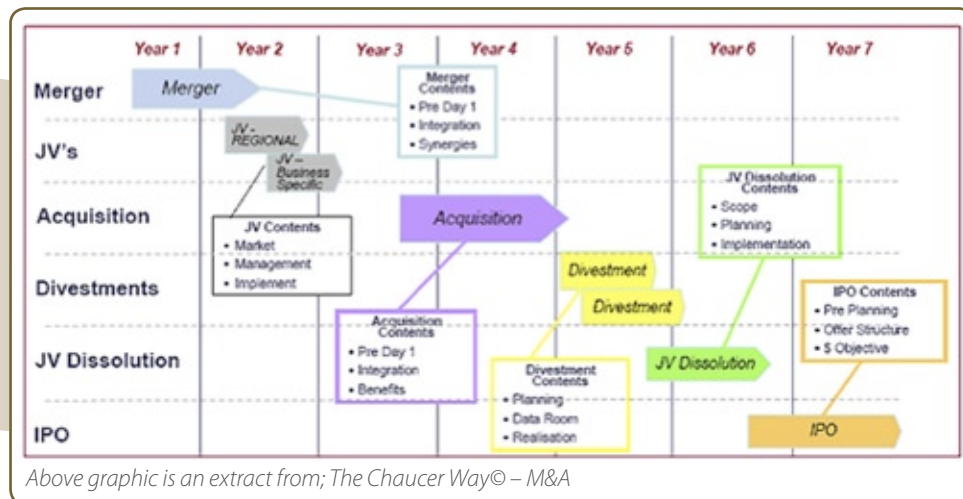 Year 1 Year 2 Year 3 Year 4 Year 5 Year 6 Year 7
Merger
Merger
Merger
Contents
• Pre Day 1
• Integration
• Synergies
JV's
JV -
REGIONAL
JV –
Business
Specific
JV Contents
• Market
• Management
• Implement
Acquisition
Acquisition
Acquisition
Contents
• Pre Day 1
• Integration
• Benefits
Divestments
Divestment
Divestment
Divestment
Contents
• Planning
• Data Room
• Realisation
JV Dissolution
JV Dissolution
JV Dissolution
Contents
• Scope
• Planning
• Implementation
IPO
IPO
IPO Contents
• Pre Planning
• Offer Structure
• $ Objective
Above graphic is an extract from; The Chaucer Way© – M&A